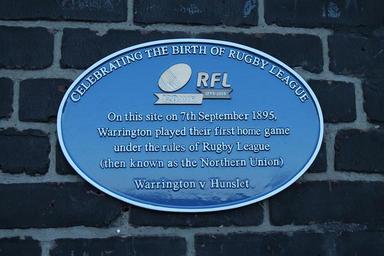 CELEBRATING THE BIRTH OF RUGBY LEAGUE
RFL
On this site on 7th September 1895,
Warrington played their first home game
under the rules of Rugby League
(then known as the Northern Union)
Warrington v Hunslet